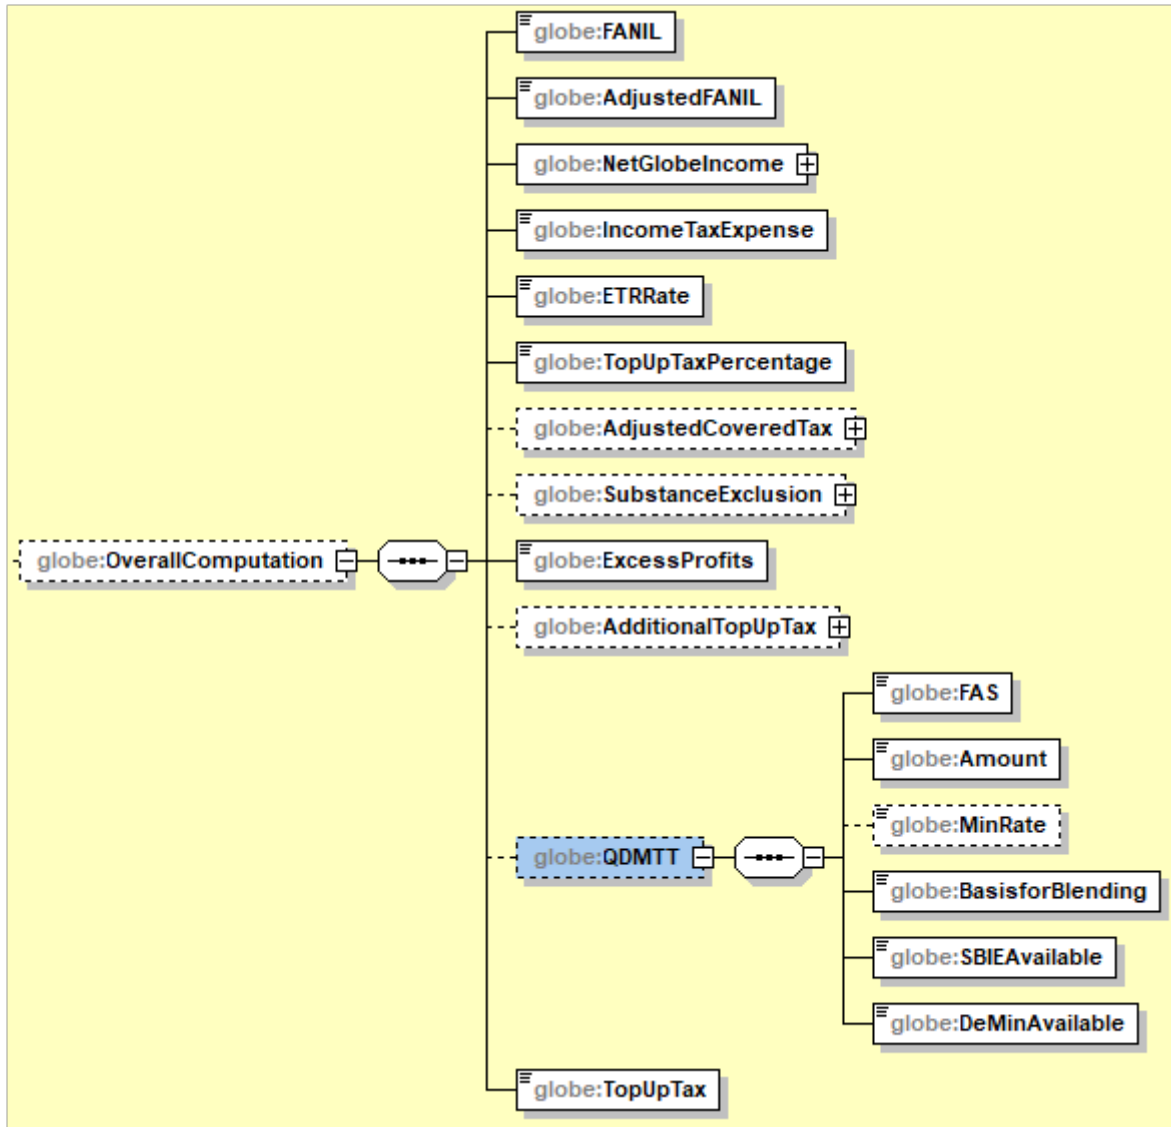 globe:FANIL
globe:AdjustedFANIL
globe:NetGlobeIncome
globe:IncomeTaxExpense
globe:ETRRate
globe:TopUpTaxPercentage
globe:AdjustedCoveredTax
globe:SubstanceExclusion
globe:OverallComputation
globe:ExcessProfits
globe:AdditionalTopUpTax
globe:FAS
globe:Amount
globe:MinRate
globe:QDMTT
globe:BasisforBlending
globe:SBIEAvailable
globe:DeMinAvailable
globe:TopUpTax